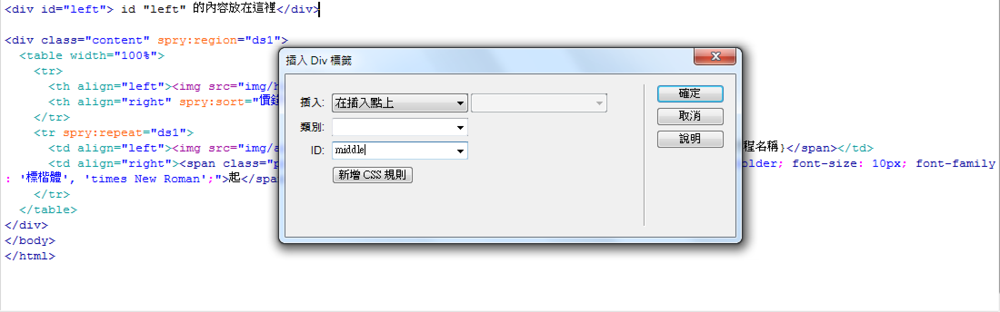 <div id="left"> id "left" 的內容放在這裡</div>
<div class="content" spry:region="ds1">
<table width="100%">
<tr>
<th align="left"><img src="img/h
<th align="right" spry:sort="價錢
</tr>
<tr spry:repeat="ds1">
<td align="left"><img src="img/a
程名稱}</span></td>
<td align="right"><span class="p
older; font-size: 10px; font-family
: '標楷體', 'times New Roman';">起</spa
</tr>
</table>
</div>
</body>
</html>
插入 Div 標籤
插入: 在插入點上
類別:
ID: middle
新增 CSS 規則
確定
取消
說明